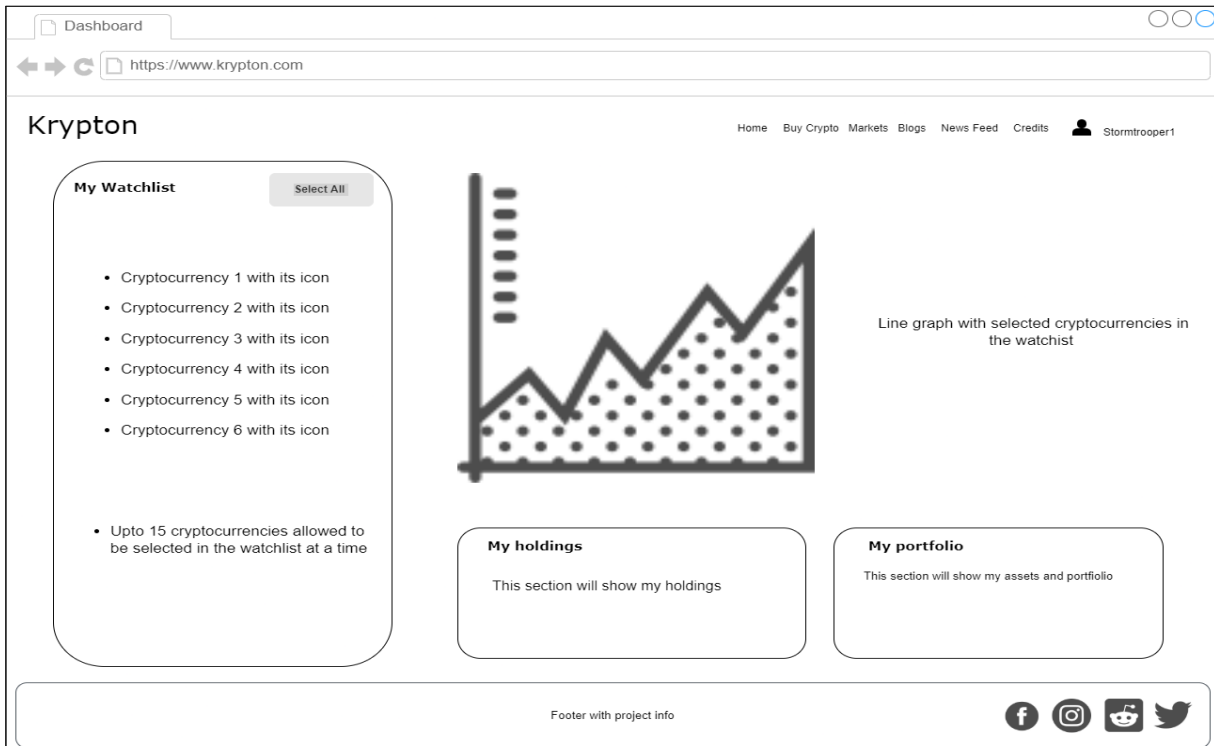 Dashboard
https://www.krypton.com
Krypton
Home Buy Crypto Markets Blogs News Feed Credits Stormtrooper1
My Watchlist
Select All
• Cryptocurrency 1 with its icon
• Cryptocurrency 2 with its icon
• Cryptocurrency 3 with its icon
• Cryptocurrency 4 with its icon
• Cryptocurrency 5 with its icon
• Cryptocurrency 6 with its icon
• Upto 15 cryptocurrencies allowed to
be selected in the watchlist at a time
Line graph with selected cryptocurrencies in
the watchist
My holdings
This section will show my holdings
My portfolio
This section will show my assets and portfiolio
Footer with project info